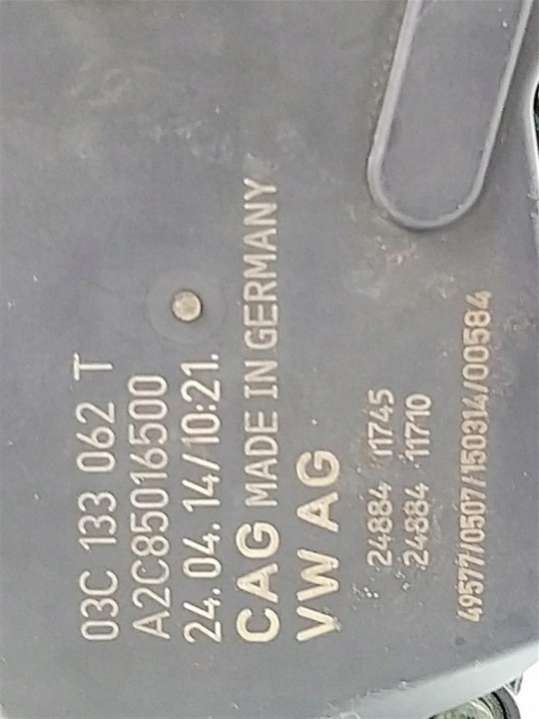 03C 133 062 T
A2C85016500
24.04.14/10:21.
CAG MADE IN GERMANY
VW AG
24884 11745
24884 11710
49577/0507/150314/00584